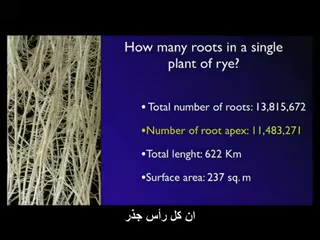 How many roots in a single
plant of rye?
• Total number of roots: 13,815,672
• Number of root apex: 11,483,271
• Total lenght: 622 Km
• Surface area: 237 sq. m
ان كل رأس جذر